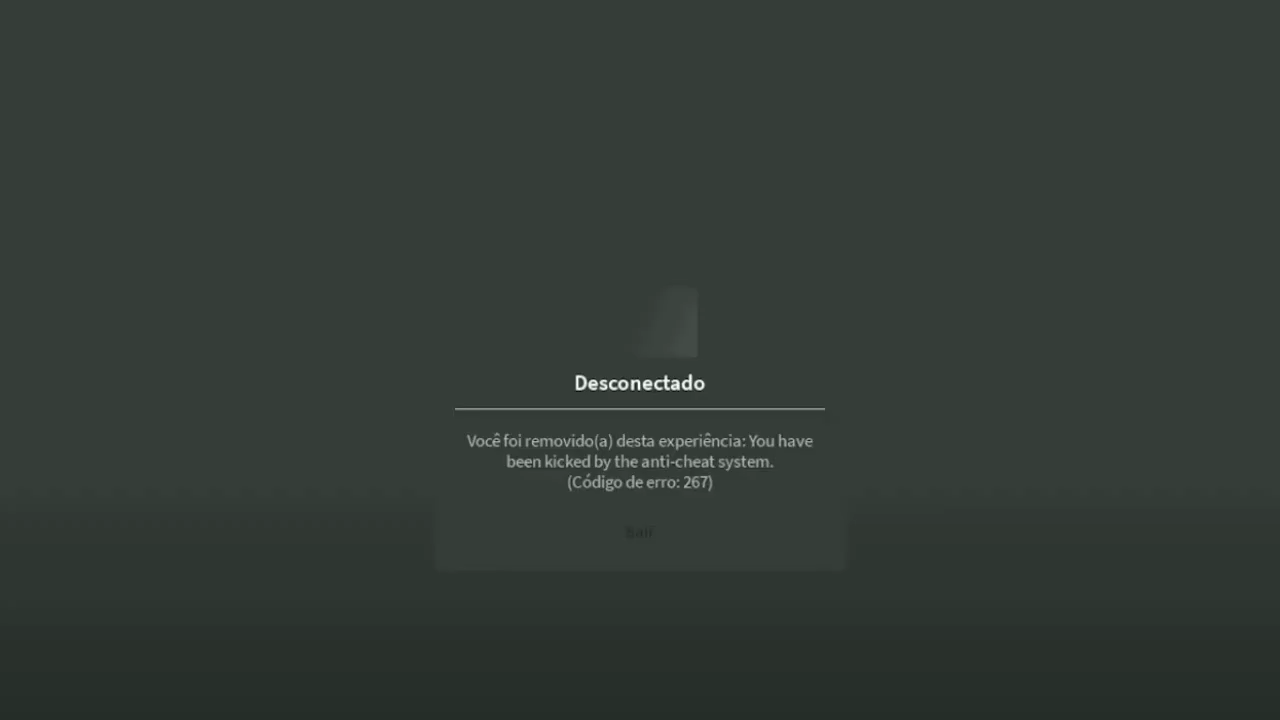 Desconectado
Você foi removido(a) desta experiência: You have
been kicked by the anti-cheat system.
(Código de erro: 267)
Sair